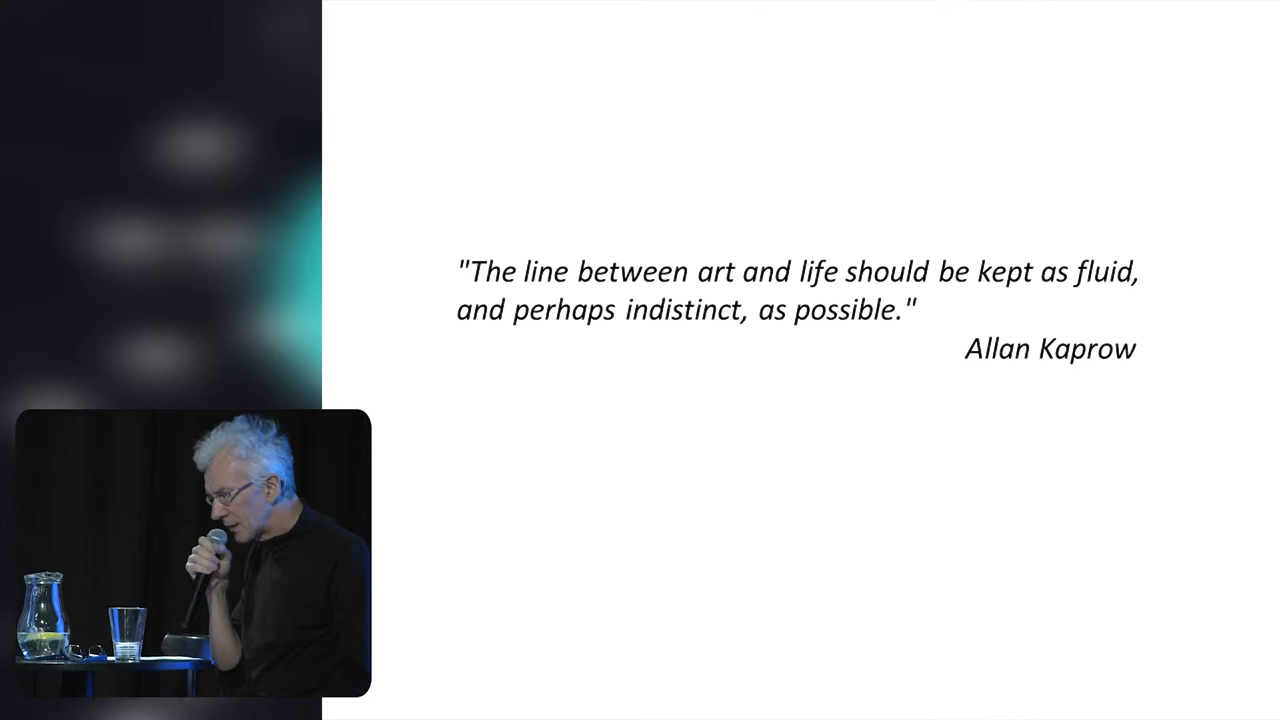 "The line between art and life should be kept as fluid,
and perhaps indistinct, as possible."
Allan Kaprow